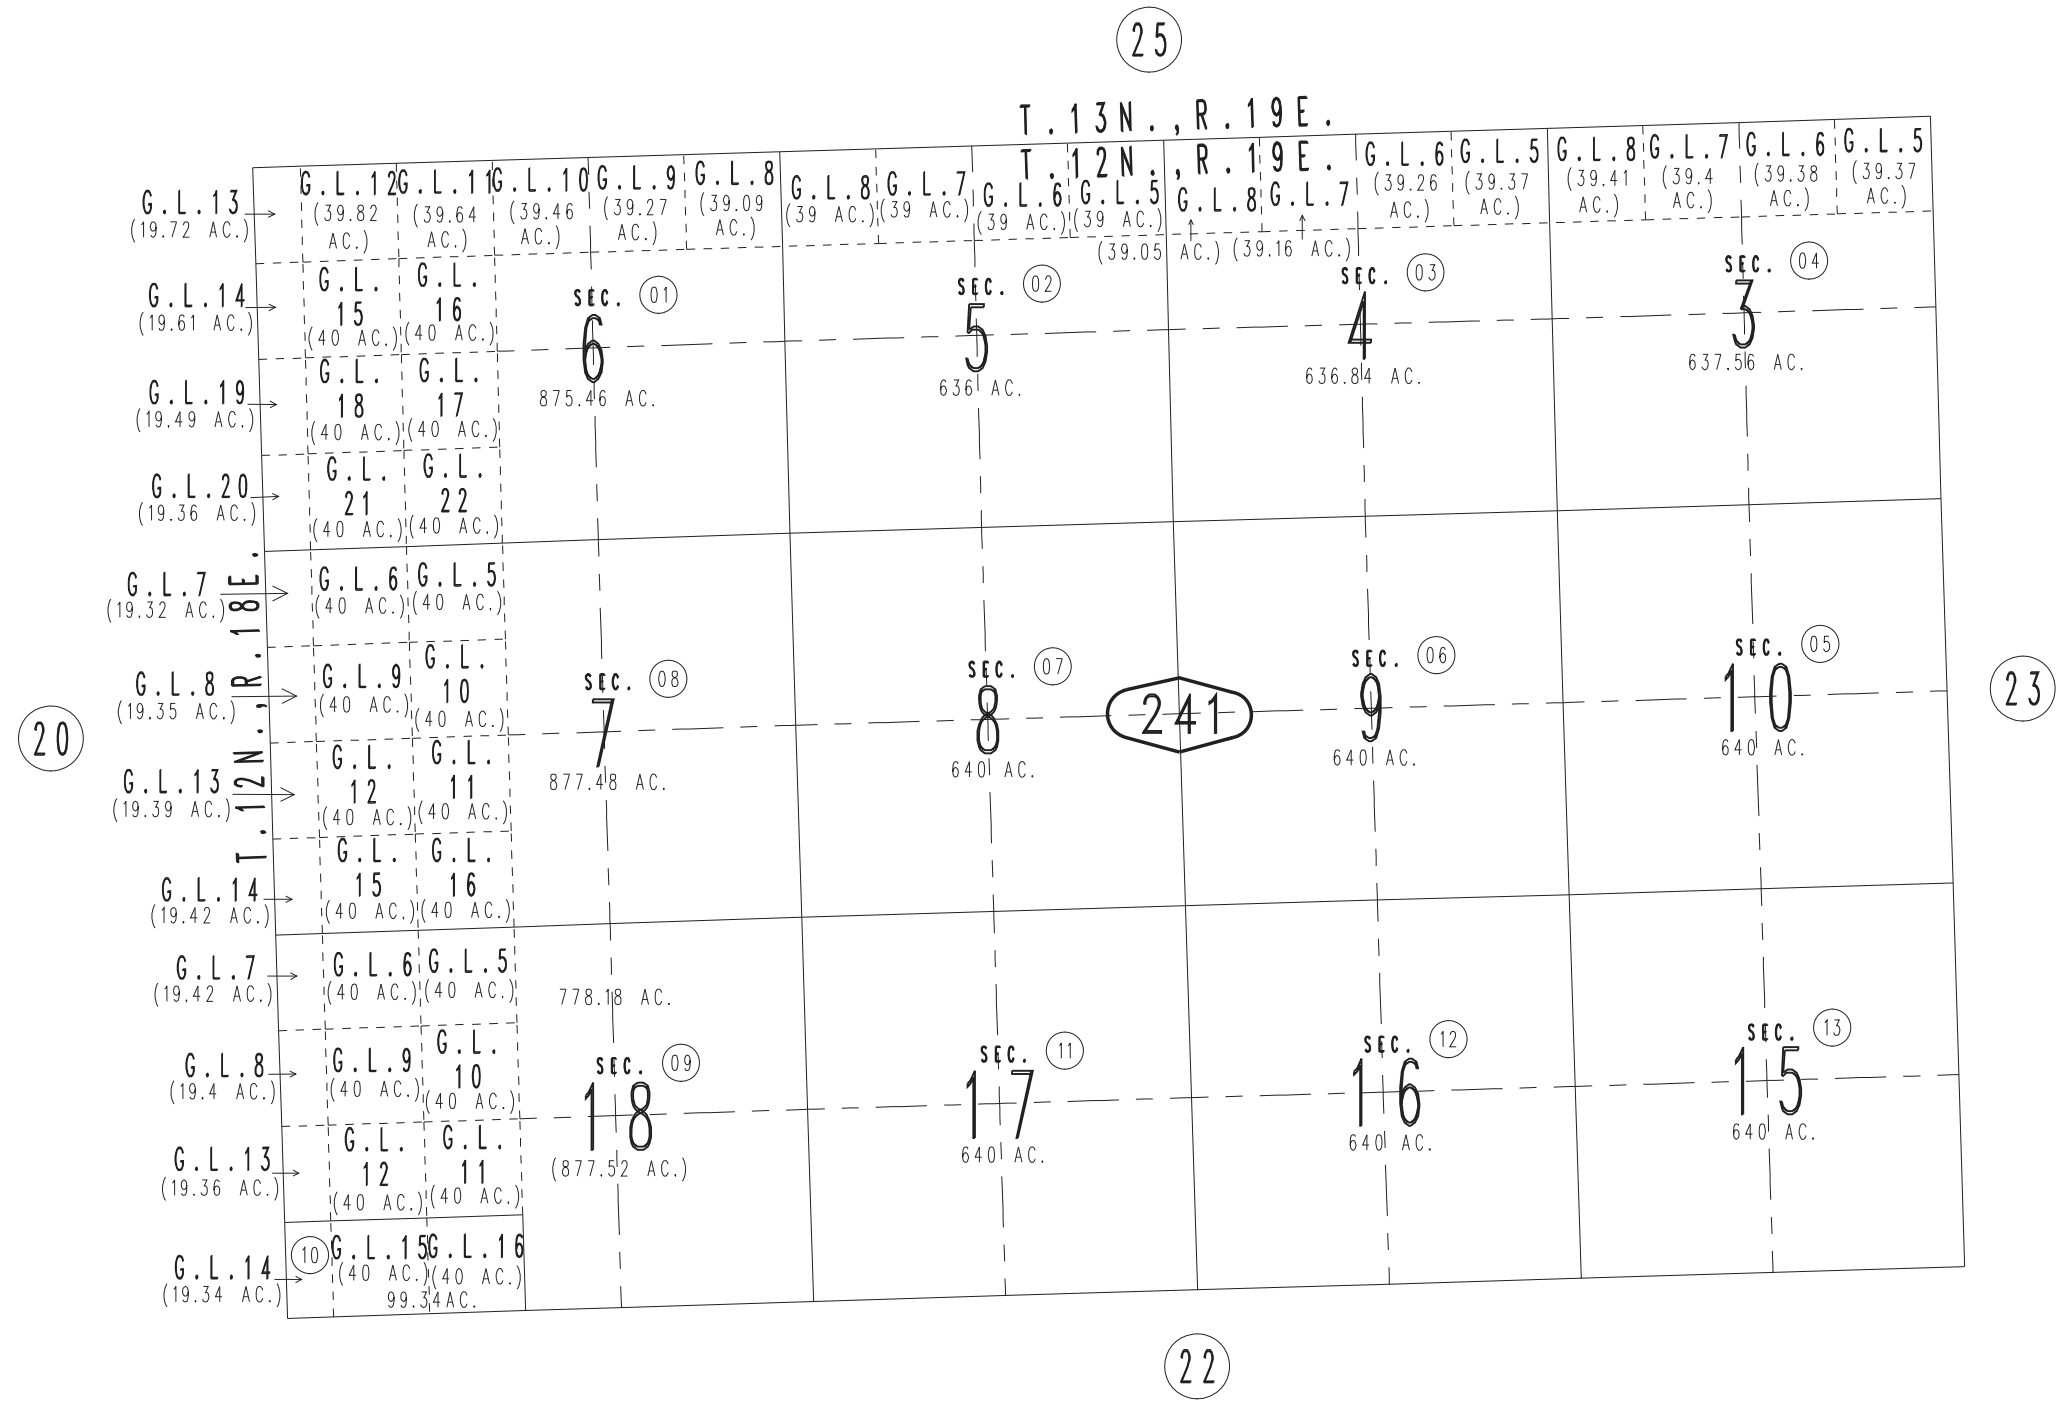 25
T.13N.,R.19E.
T.12N.,R.19E.
G.L.13
(19.72 AC.)
G.L.12
(39.82
AC.)
G.L.11
(39.64
AC.)
G.L.10
(39.46
AC.)
G.L.9
(39.27
AC.)
G.L.8
(39.09
AC.)
G.L.8
(39 AC.)
G.L.7
(39 AC.)
G.L.6
(39 AC.)
G.L.5
(39 AC.)
G.L.8
(39.05 AC.)
G.L.7
(39.16 AC.)
G.L.6
(39.26
AC.)
G.L.5
(39.37
AC.)
G.L.8
(39.41
AC.)
G.L.7
(39.4
AC.)
G.L.6
(39.38
AC.)
G.L.5
(39.37
AC.)
G.L.14
(19.61 AC.)
G.L.
15
(40 AC.)
G.L.
16
(40 AC.)
SEC. 01
6
875.46 AC.
SEC. 02
5
636 AC.
SEC. 03
4
636.84 AC.
SEC. 04
3
637.56 AC.
G.L.19
(19.49 AC.)
G.L.
18
(40 AC.)
G.L.
17
(40 AC.)
G.L.20
(19.36 AC.)
G.L.
21
(40 AC.)
G.L.
22
(40 AC.)
T.12N.,R.18E.
G.L.7
(19.32 AC.)
G.L.6
(40 AC.)
G.L.5
(40 AC.)
G.L.8
(19.35 AC.)
G.L.9
(40 AC.)
G.L.
10
(40 AC.)
SEC. 08
7
877.48 AC.
SEC. 07
8
640 AC.
241
SEC. 06
9
640 AC.
SEC. 05
10
640 AC.
20
23
G.L.13
(19.39 AC.)
G.L.
12
(40 AC.)
G.L.
11
(40 AC.)
G.L.14
(19.42 AC.)
G.L.
15
(40 AC.)
G.L.
16
(40 AC.)
G.L.7
(19.42 AC.)
G.L.6
(40 AC.)
G.L.5
(40 AC.)
778.18 AC.
G.L.8
(19.4 AC.)
G.L.9
(40 AC.)
G.L.
10
(40 AC.)
SEC. 09
18
(877.52 AC.)
SEC. 11
17
640 AC.
SEC. 12
16
640 AC.
SEC. 13
15
640 AC.
G.L.13
(19.36 AC.)
G.L.
12
(40 AC.)
G.L.
11
(40 AC.)
G.L.14
(19.34 AC.)
10
G.L.15
(40 AC.)
G.L.16
(40 AC.)
99.34AC.
22